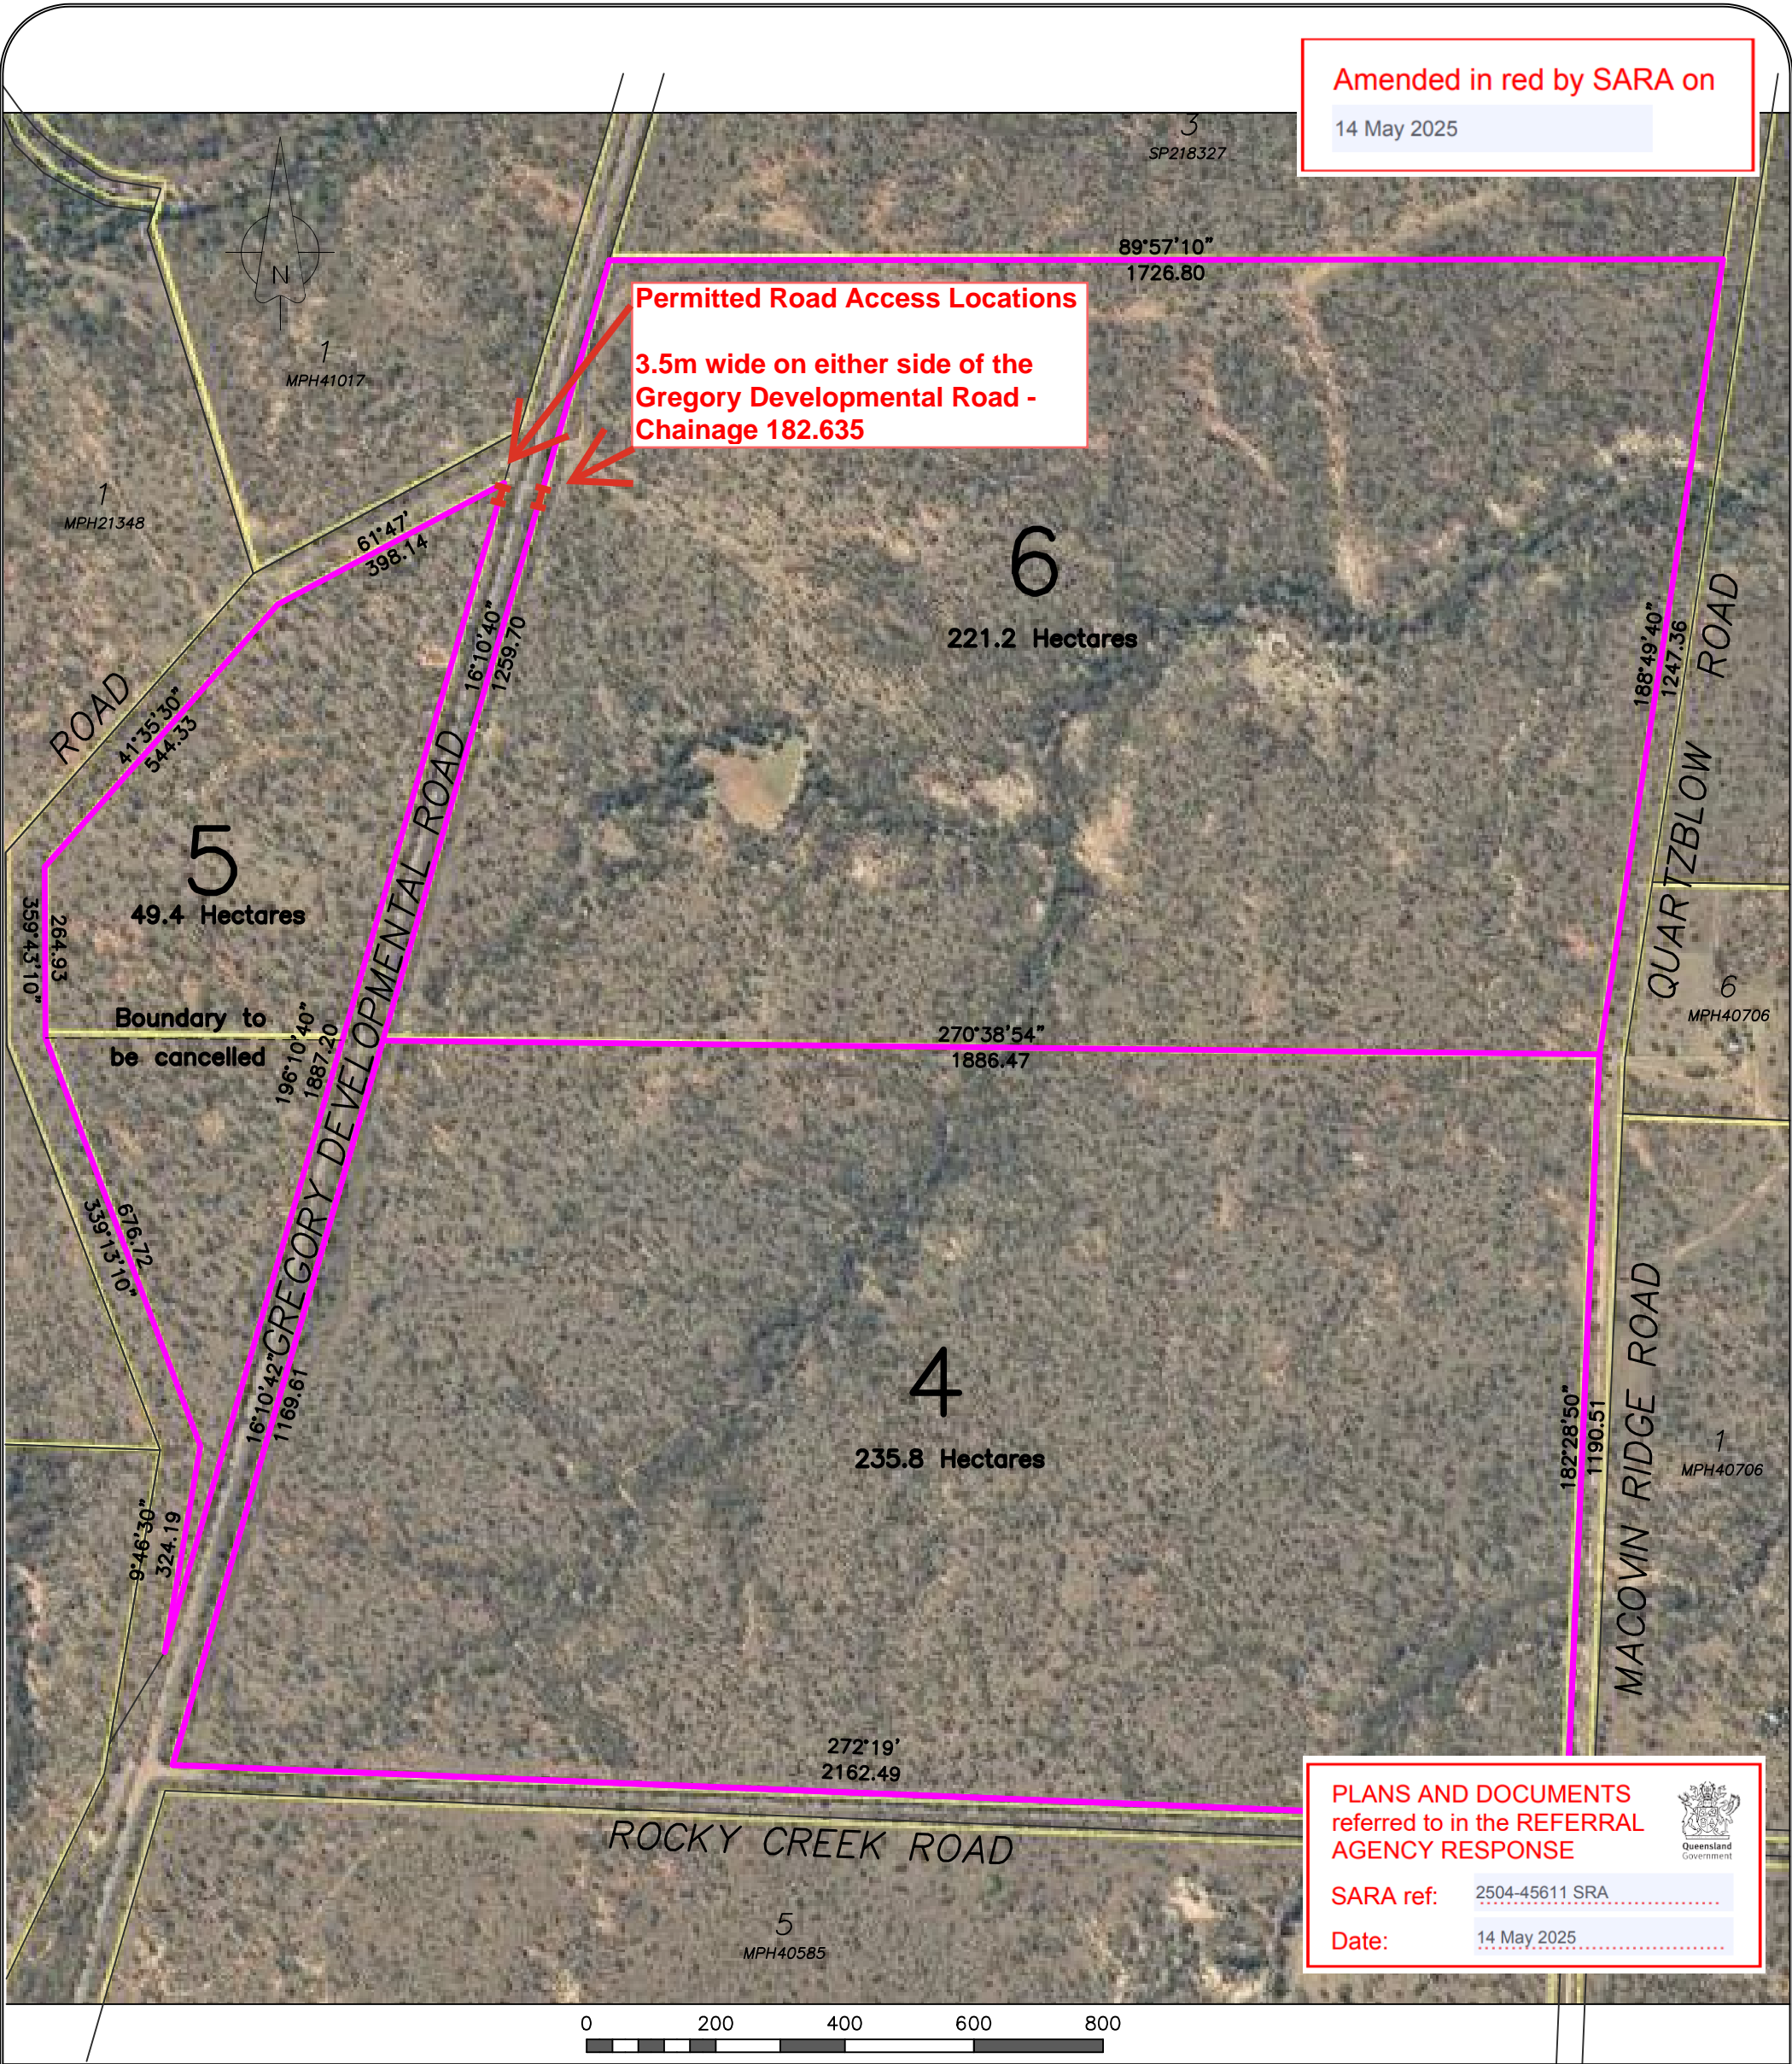 Amended in red by SARA on
14 May 2025
3
SP218327
N
89°57'10"
1726.80
Permitted Road Access Locations
3.5m wide on either side of the
Gregory Developmental Road -
Chainage 182.635
1
MPH41017
1
MPH21348
61°47'
398.14
6
221.2 Hectares
16°10'40"
1259.70
188°49'40"
1247.36
ROAD
41°35'30"
544.33
QUARTZBLOW ROAD
5
49.4 Hectares
264.93
359°43'10"
Boundary to
be cancelled
196°10'40"
1887.20
GREGORY DEVELOPMENTAL ROAD
270°38'54"
1886.47
6
MPH40706
676.72
339°13'10"
16°10'42"
1169.61
4
235.8 Hectares
182°28'50"
1190.51
MACOVIN RIDGE ROAD
1
MPH40706
9°46'30"
324.19
272°19'
2162.49
ROCKY CREEK ROAD
5
MPH40585
PLANS AND DOCUMENTS
referred to in the REFERRAL
AGENCY RESPONSE
Queensland
Government
SARA ref: 2504-45611 SRA
Date: 14 May 2025
0 200 400 600 800